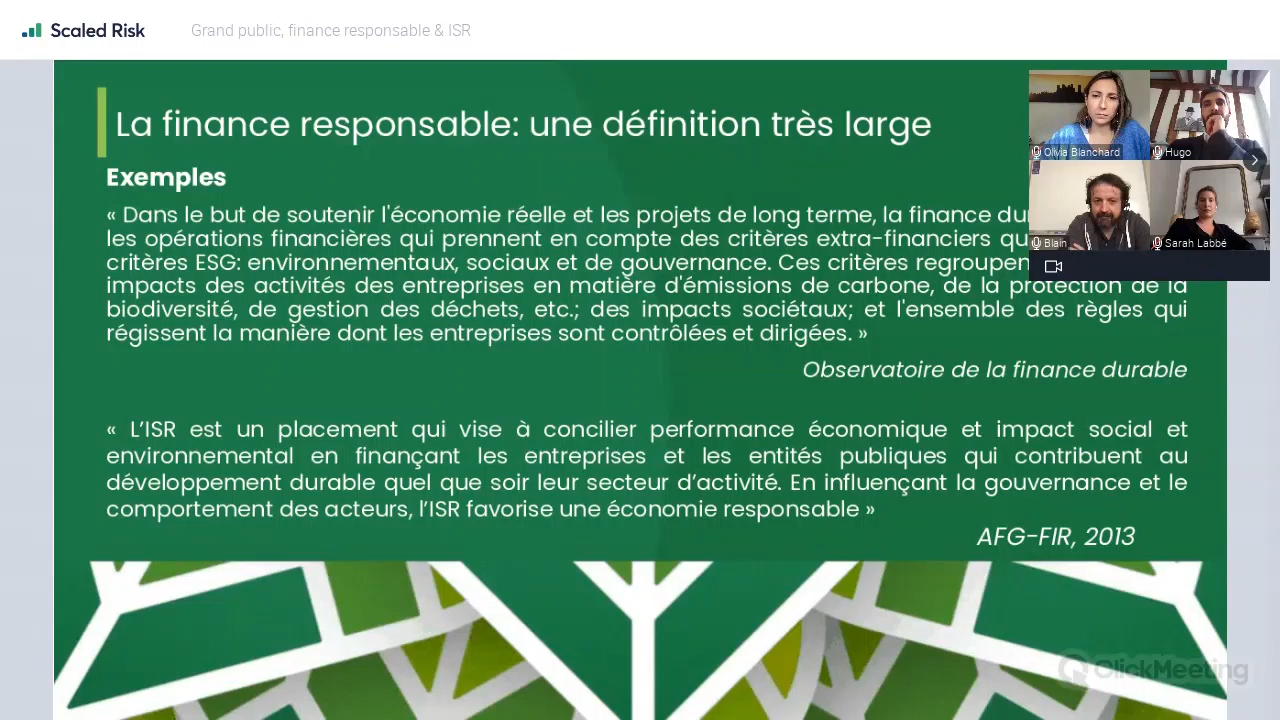 Scaled Risk
Grand public, finance responsable & ISR
La finance responsable: une définition très large
Exemples
« Dans le but de soutenir l'économie réelle et les projets de long terme, la finance
les opérations financières qui prennent en compte des critères extra-financiers
critères ESG: environnementaux, sociaux et de gouvernance. Ces critères
impacts des activités des entreprises en matière d'émissions de carbone, de la protection de la
biodiversité, de gestion des déchets, etc.; des impacts sociétaux; et l'ensemble des règles qui
régissent la manière dont les entreprises sont contrôlées et dirigées. »
Observatoire de la finance durable
« L’ISR est un placement qui vise à concilier performance économique et impact social et
environnemental en finançant les entreprises et les entités publiques qui contribuent au
développement durable quel que soir leur secteur d’activité. En influençant la gouvernance et le
comportement des acteurs, l’ISR favorise une économie responsable »
AFG-FIR, 2013
Olivia Blanchard
Hugo
Blain
Sarah Labbé
ClickMeeting